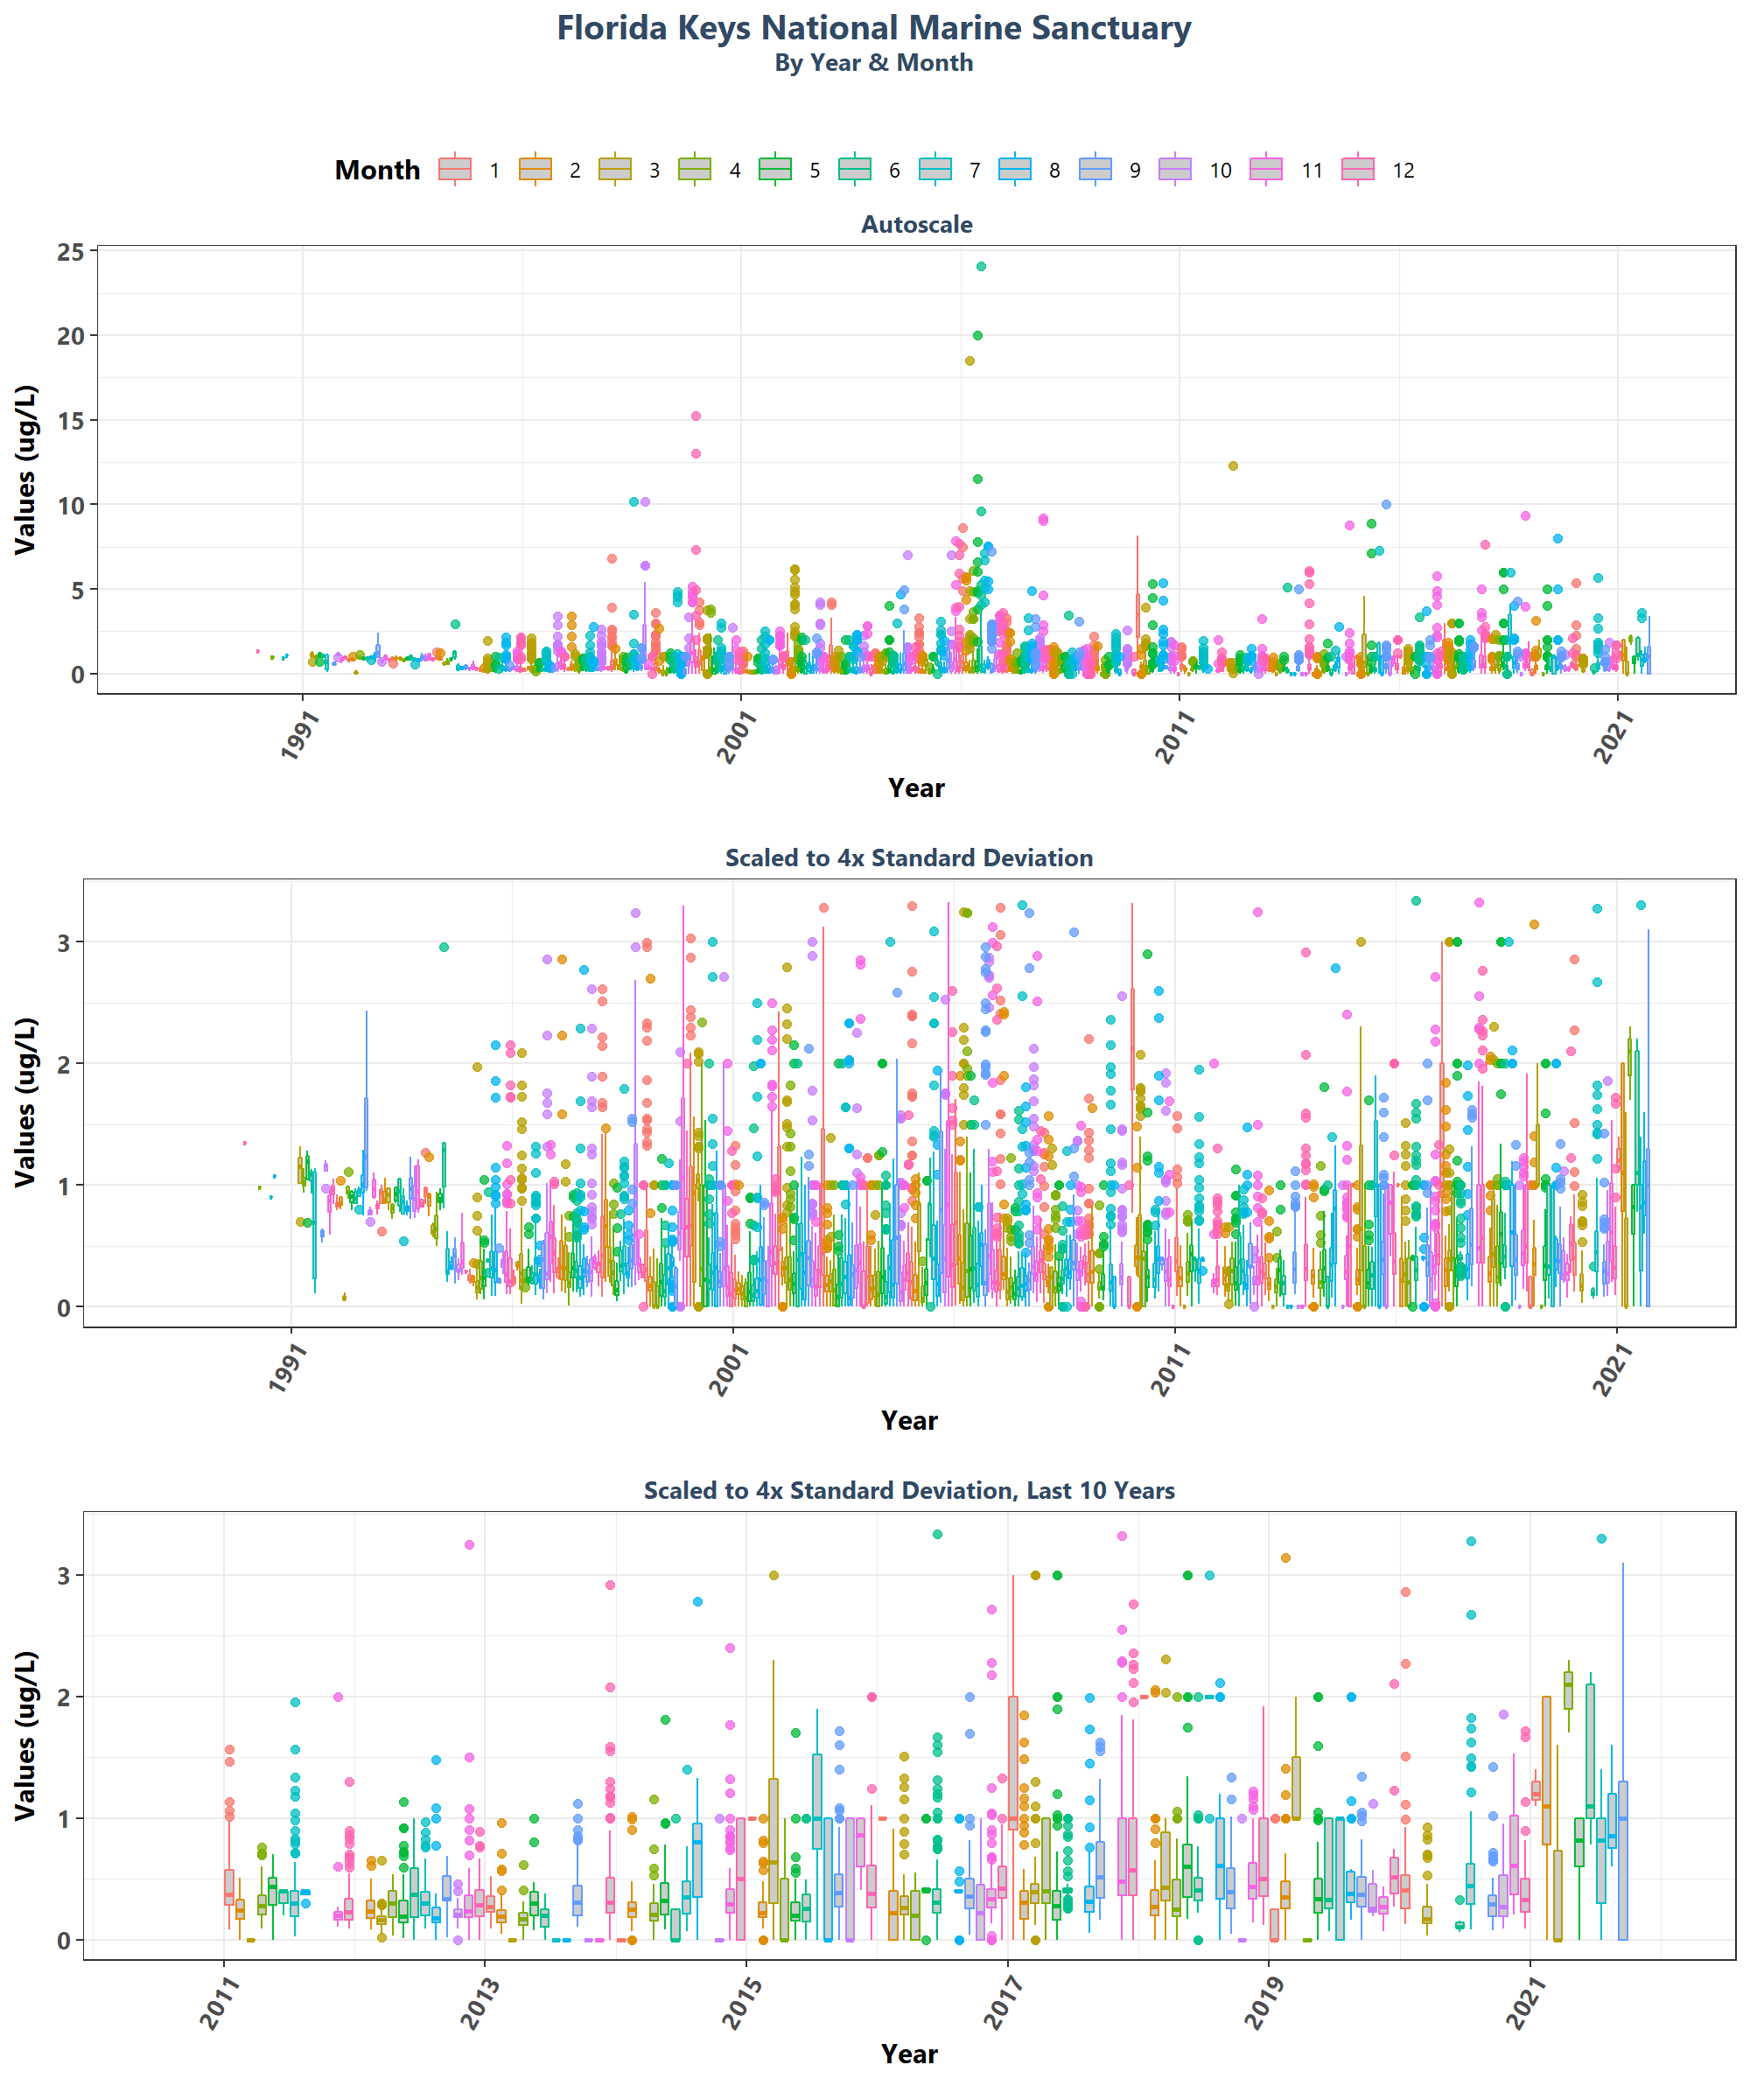 Florida Keys National Marine Sanctuary
By Year & Month
Month 1 2 3 4 5 6 7 8 9 10 11 12
Autoscale
Values (ug/L)
25
20
15
10
5
0
1991 2001 2011 2021
Year
Scaled to 4x Standard Deviation
Values (ug/L)
3
2
1
0
1991 2001 2011 2021
Year
Scaled to 4x Standard Deviation, Last 10 Years
Values (ug/L)
3
2
1
0
2011 2013 2015 2017 2019 2021
Year